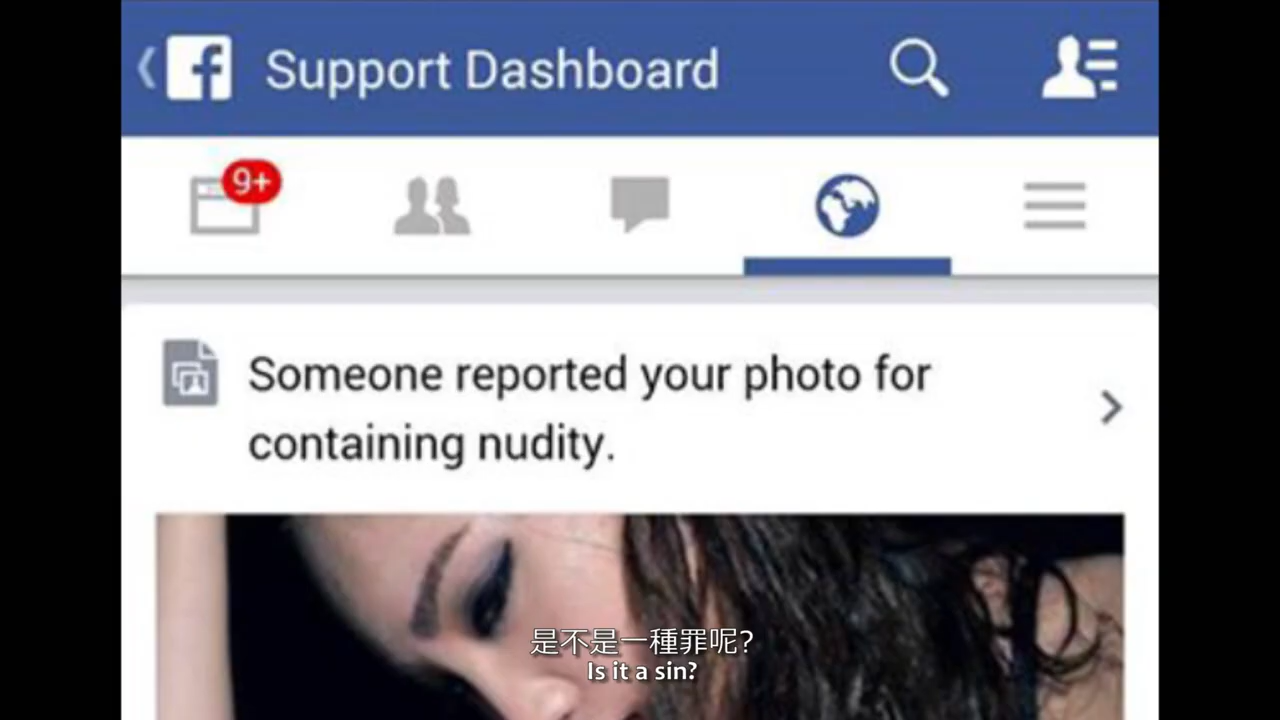 Support Dashboard
9+
Someone reported your photo for
containing nudity.
是不是一種罪呢?
Is it a sin?